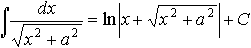 ∫ dx / √(x² + a²) = ln|x + √(x² + a²)| + C